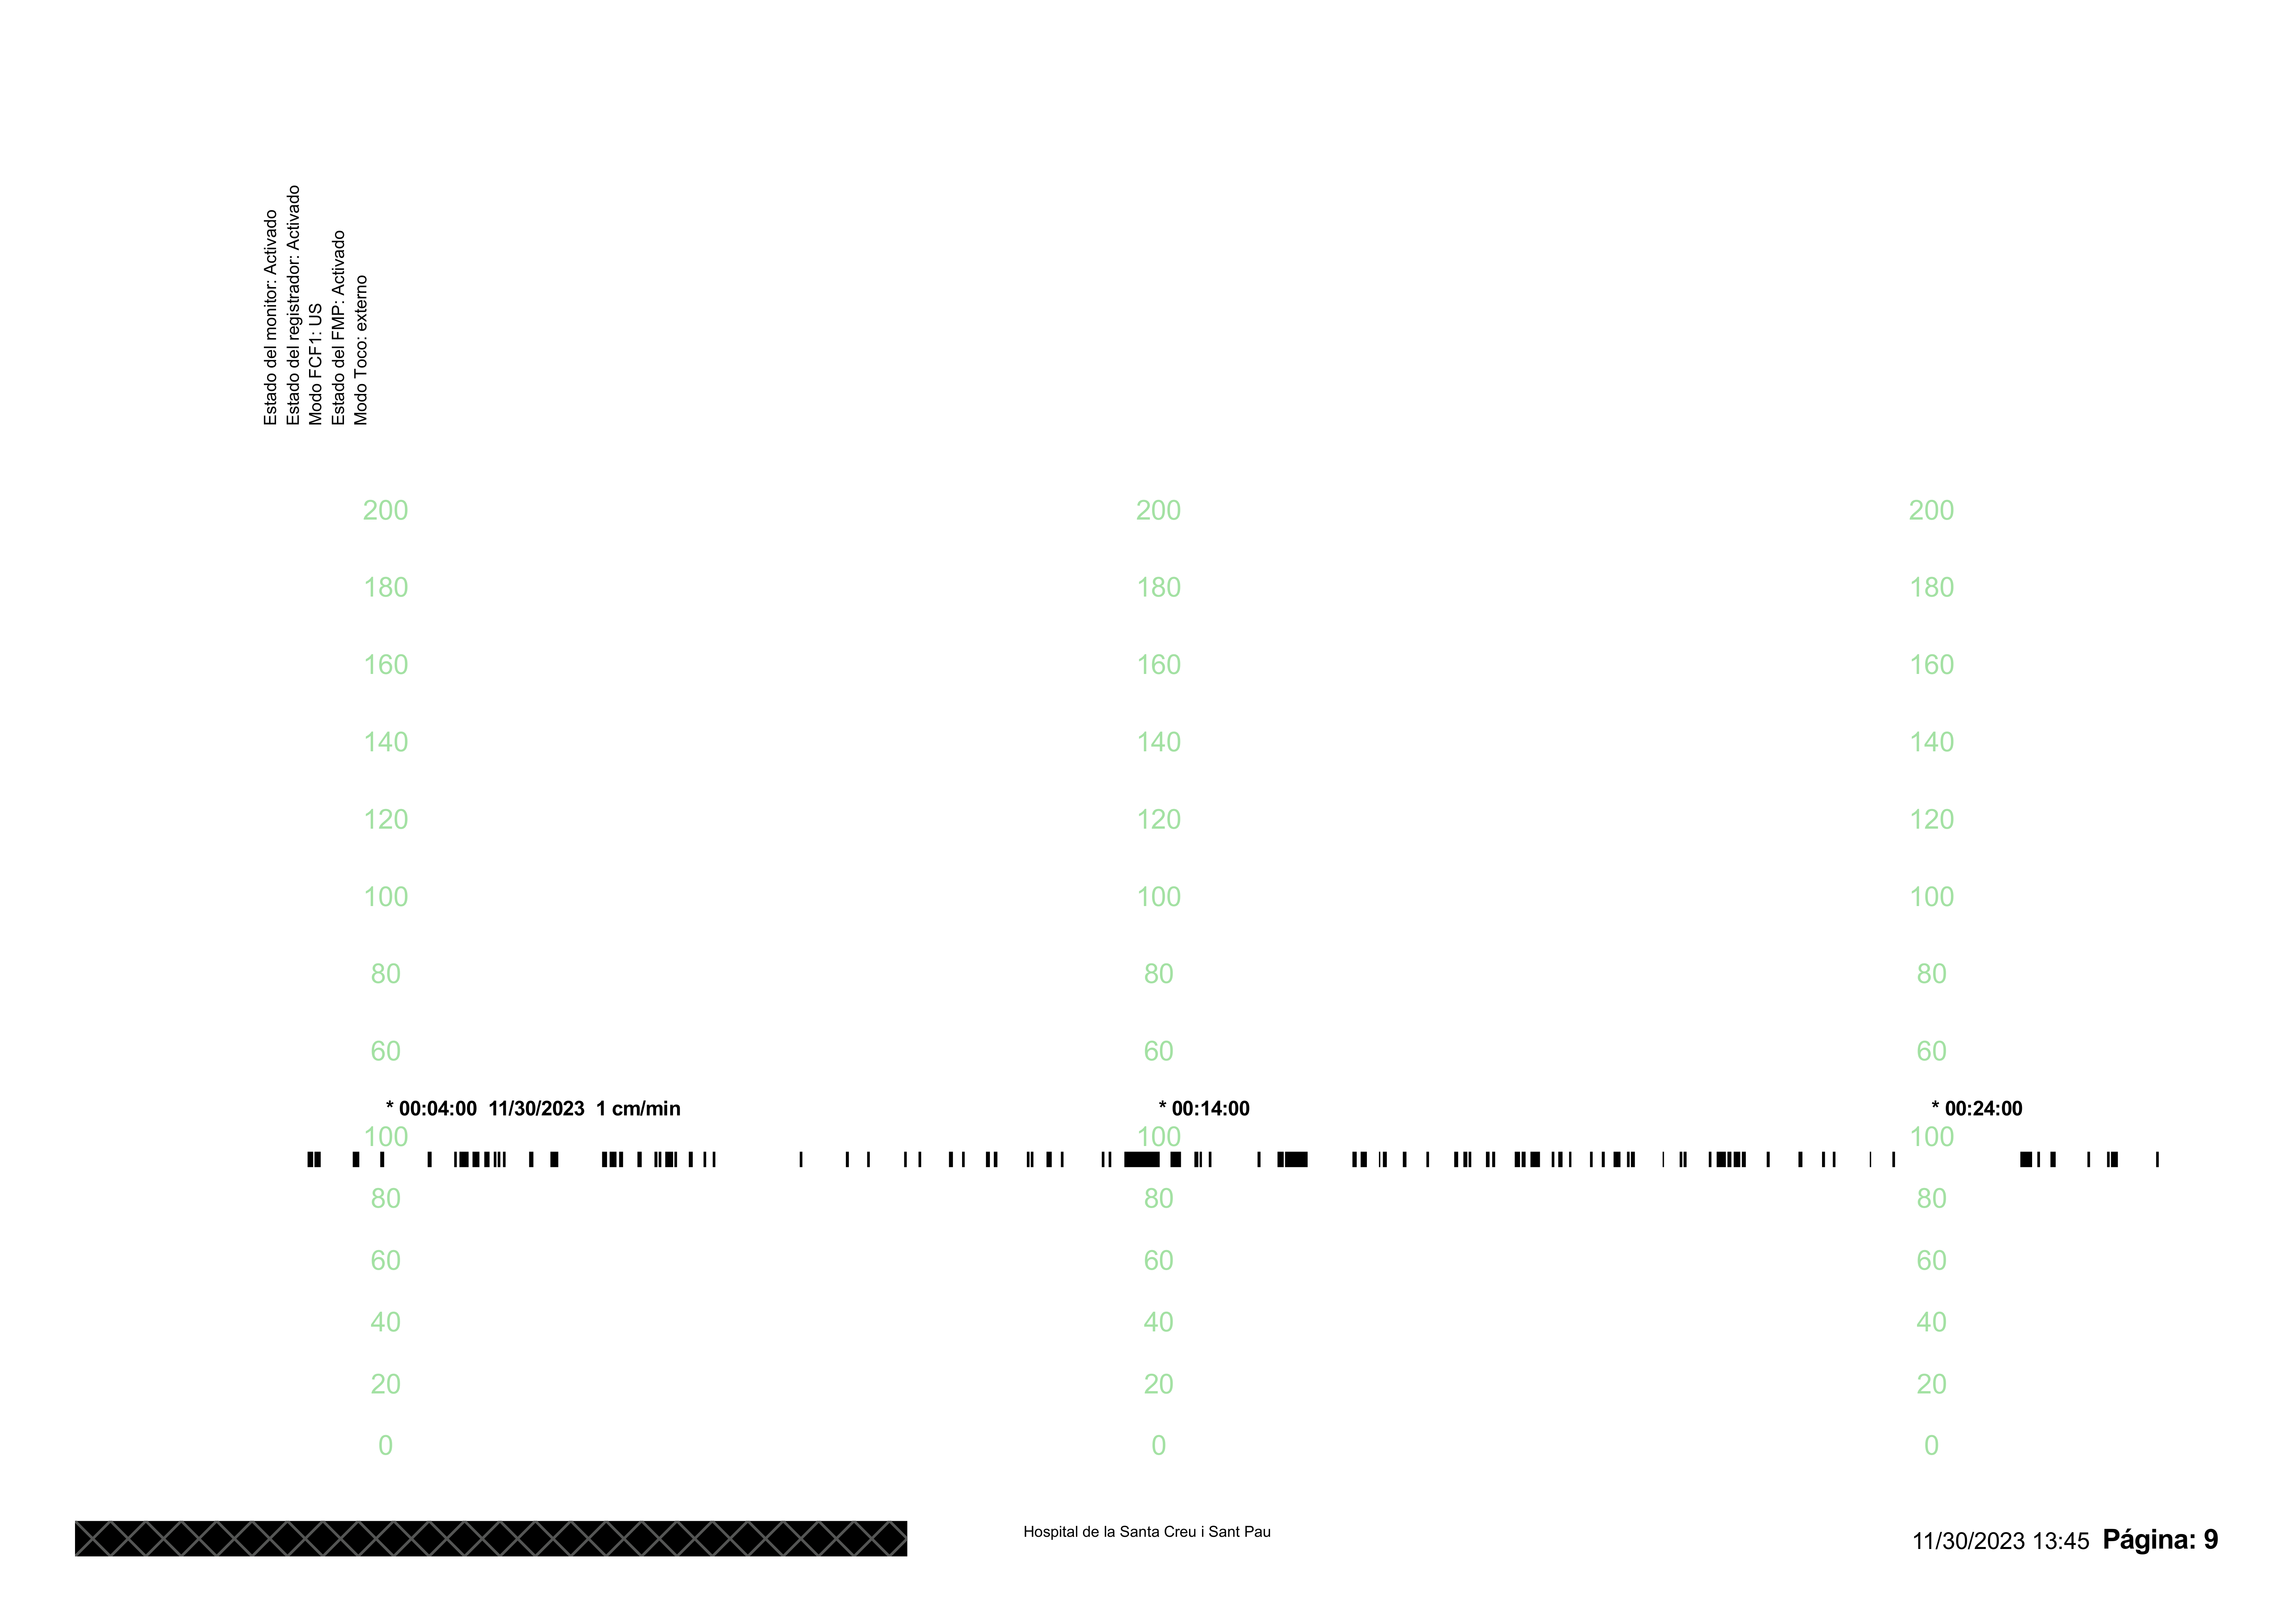 Estado del monitor: Activado
Estado del registrador: Activado
Modo FCF1: US
Estado del FMP: Activado
Modo Toco: externo
200 200 200
180 180 180
160 160 160
140 140 140
120 120 120
100 100 100
80 80 80
60 60 60
* 00:04:00 11/30/2023 1 cm/min * 00:14:00 * 00:24:00
100 100 100
80 80 80
60 60 60
40 40 40
20 20 20
0 0 0
Hospital de la Santa Creu i Sant Pau
11/30/2023 13:45 Página: 9